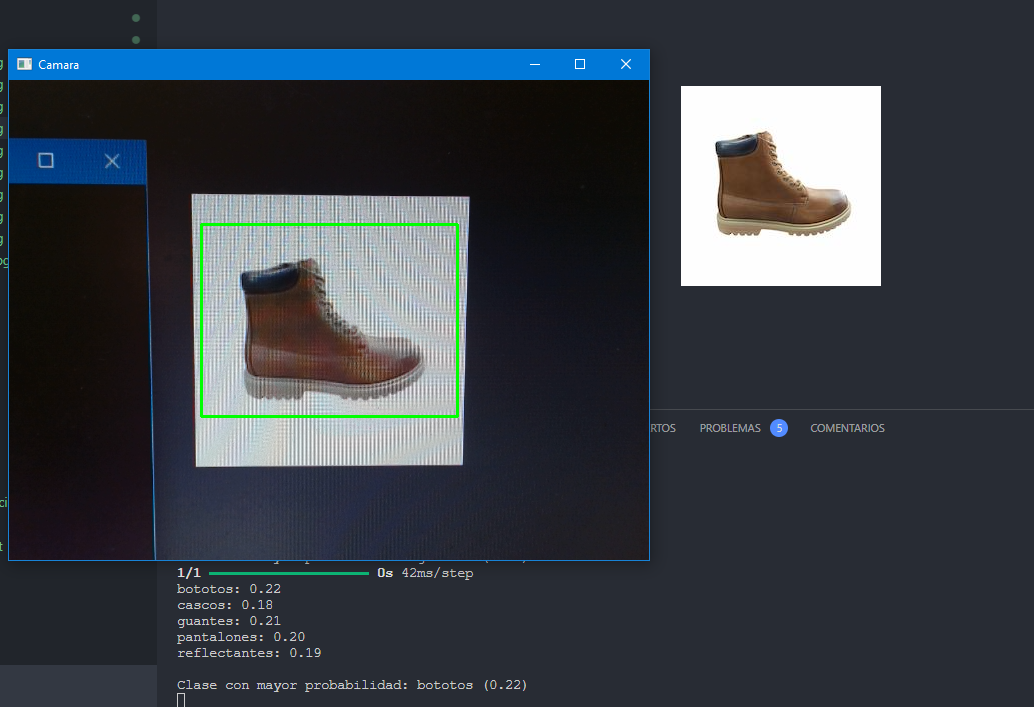 Camara
RTOS PROBLEMAS 5 COMENTARIOS
1/1 0s 42ms/step
bototos: 0.22
cascos: 0.18
guantes: 0.21
pantalones: 0.20
reflectantes: 0.19
Clase con mayor probabilidad: bototos (0.22)